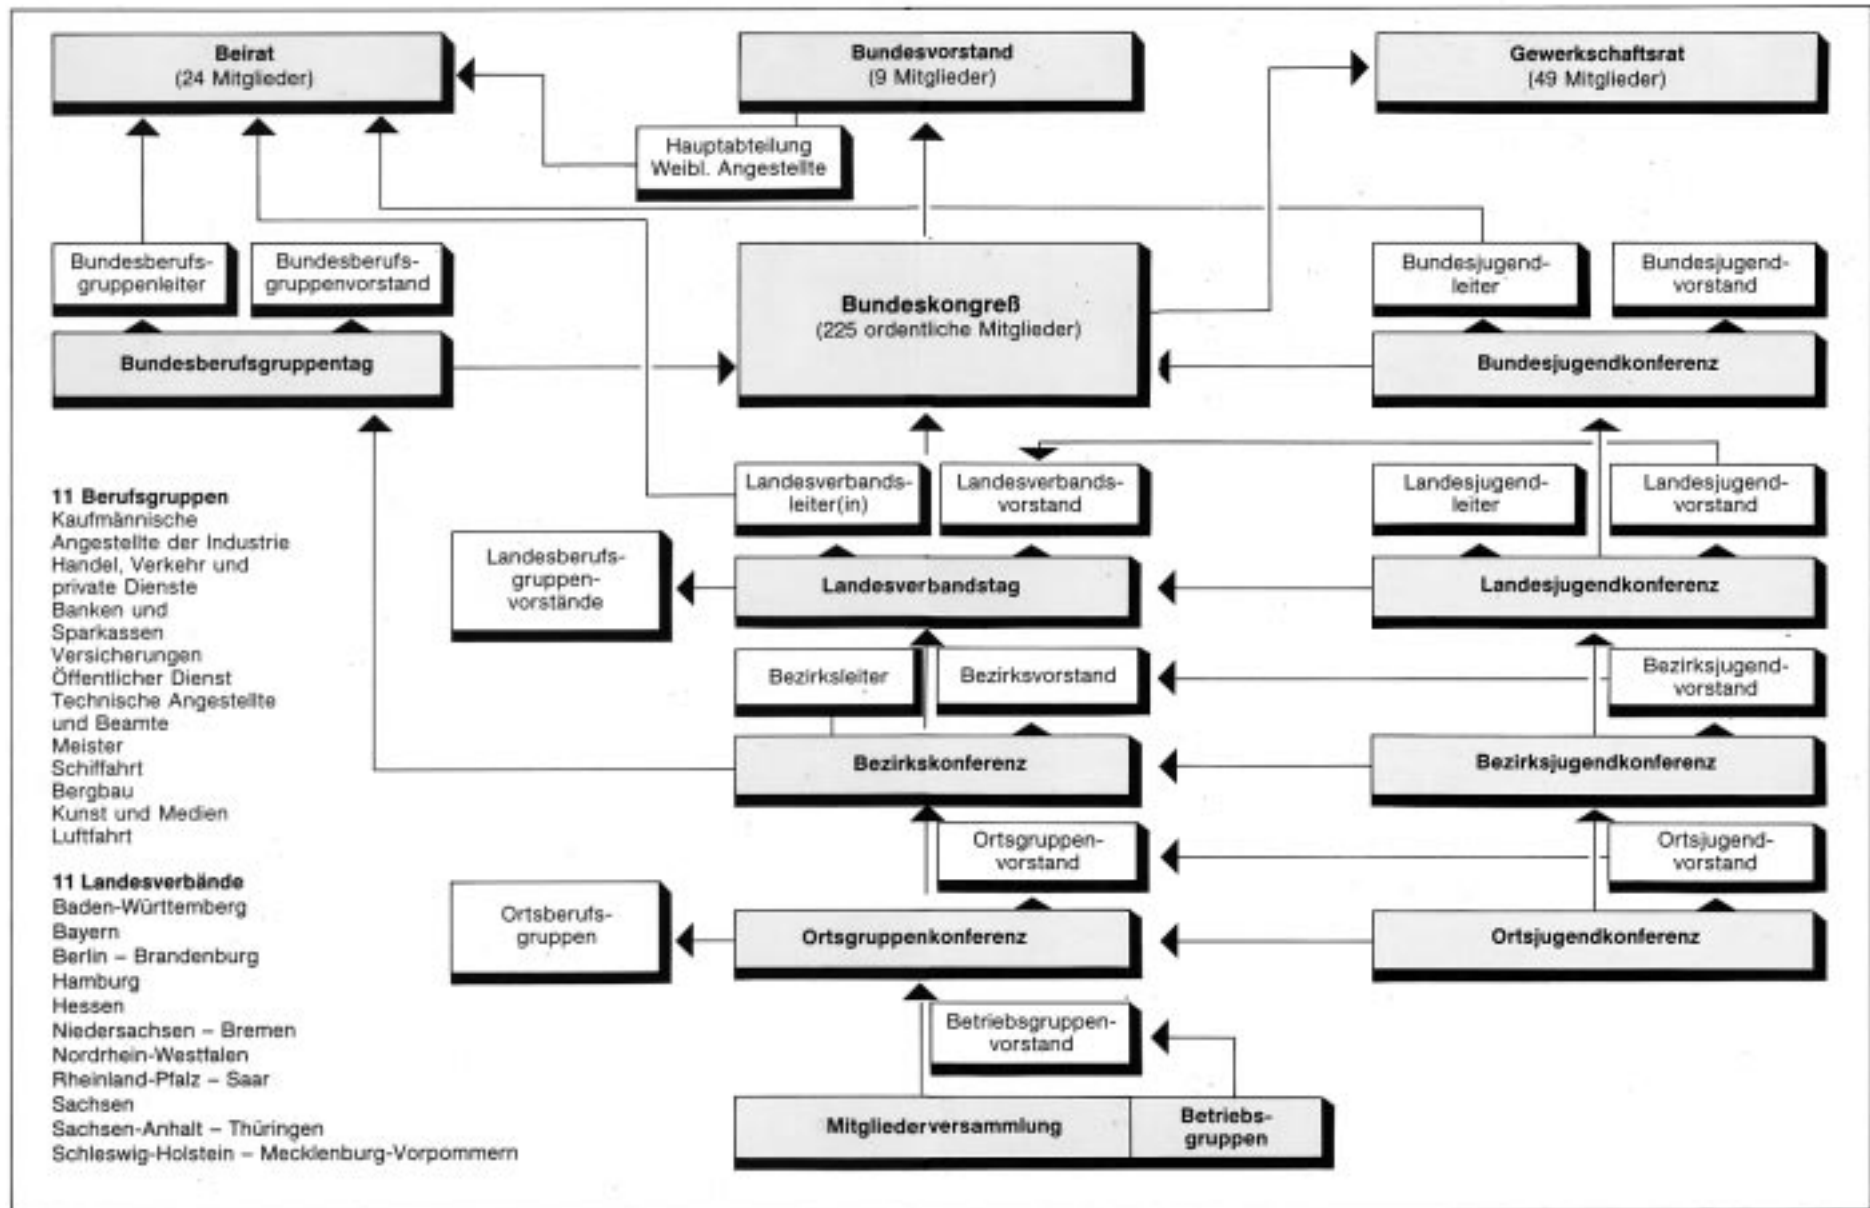 Beirat
(24 Mitglieder)
Bundesvorstand
(9 Mitglieder)
Gewerkschaftsrat
(49 Mitglieder)
Hauptabteilung
Weibl. Angestellte
Bundesberufs-
gruppenleiter
Bundesberufs-
gruppenvorstand
Bundeskongreß
(225 ordentliche Mitglieder)
Bundesjugend-
leiter
Bundesjugend-
vorstand
Bundesberufsgruppentag
Bundesjugendkonferenz
Landesverbands-
leiter(in)
Landesverbands-
vorstand
Landesjugend-
leiter
Landesjugend-
vorstand
Landesberufs-
gruppen-
vorstände
Landesverbandstag
Landesjugendkonferenz
Bezirksleiter
Bezirksvorstand
Bezirksjugend-
vorstand
Bezirkskonferenz
Bezirksjugendkonferenz
Ortsgruppen-
vorstand
Ortsjugend-
vorstand
Ortsberufs-
gruppen
Ortsgruppenkonferenz
Ortsjugendkonferenz
Betriebsgruppen-
vorstand
Mitgliederversammlung
Betriebs-
gruppen
11 Berufsgruppen
Kaufmännische
Angestellte der Industrie
Handel, Verkehr und
private Dienste
Banken und
Sparkassen
Versicherungen
Öffentlicher Dienst
Technische Angestellte
und Beamte
Meister
Schiffahrt
Bergbau
Kunst und Medien
Luftfahrt
11 Landesverbände
Baden-Württemberg
Bayern
Berlin – Brandenburg
Hamburg
Hessen
Niedersachsen – Bremen
Nordrhein-Westfalen
Rheinland-Pfalz – Saar
Sachsen
Sachsen-Anhalt – Thüringen
Schleswig-Holstein – Mecklenburg-Vorpommern